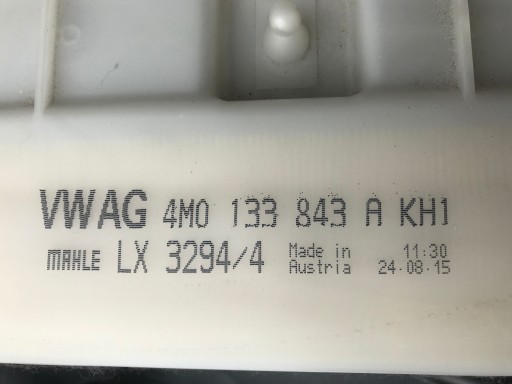 VWAG 4M0 133 843 A KH1
MAHLE LX 3294/4 Made in 11:30
Austria 24.08.15